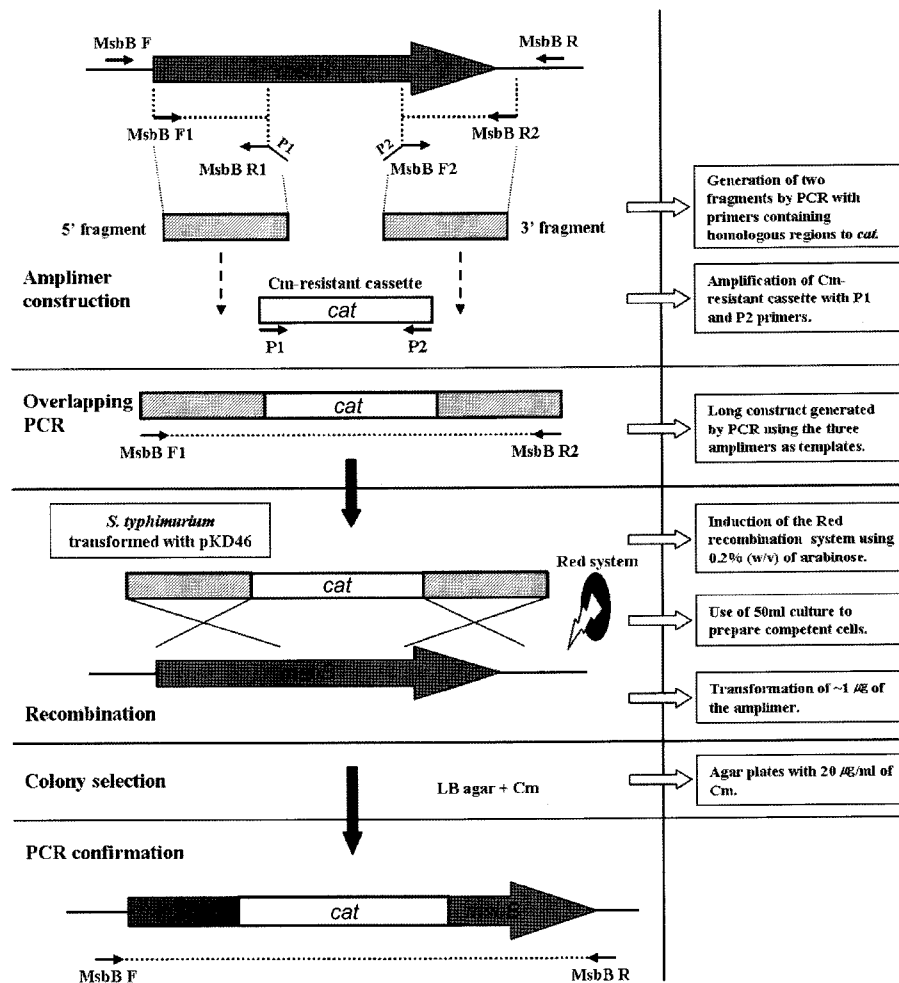 MsbB F
MsbB R
MsbB F1
P1
MsbB R1
P2
MsbB F2
MsbB R2
5' fragment
3' fragment
Generation of two
fragments by PCR with
primers containing
homologous regions to cat.
Amplimer
construction
Cm-resistant cassette
cat
P1
P2
Amplification of Cm-
resistant cassette with P1
and P2 primers.
Overlapping
PCR
cat
MsbB F1
MsbB R2
Long construct generated
by PCR using the three
amplimers as templates.
S. typhimurium
transformed with pKD46
Induction of the Red
recombination system using
0.2% (w/v) of arabinose.
Red system
cat
Use of 50ml culture to
prepare competent cells.
Recombination
Transformation of ~1 ㎍ of
the amplimer.
Colony selection
LB agar + Cm
Agar plates with 20 ㎍/ml of
Cm.
PCR confirmation
cat
MsbB F
MsbB R